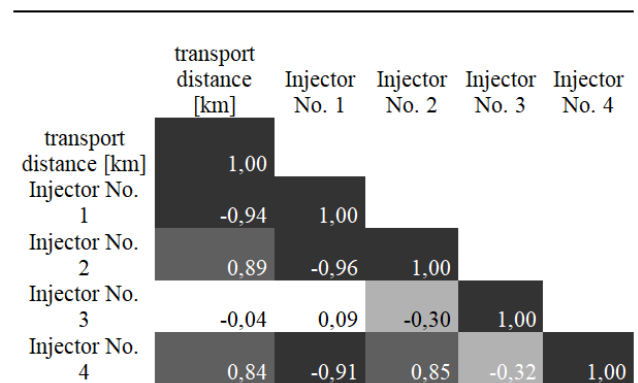 transport
distance Injector Injector Injector Injector
[km] No. 1 No. 2 No. 3 No. 4
transport
distance [km] 1,00
Injector No.
1 -0,94 1,00
Injector No.
2 0,89 -0,96 1,00
Injector No.
3 -0,04 0,09 -0,30 1,00
Injector No.
4 0,84 -0,91 0,85 -0,32 1,00